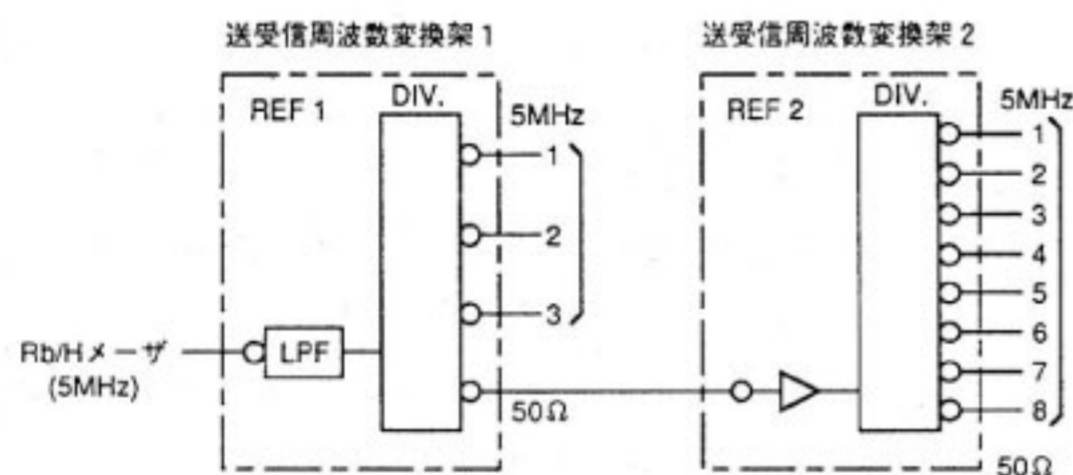 送受信周波数変換架1
送受信周波数変換架2
REF 1
DIV.
5MHz
1
2
3
Rb/Hメーザ
(5MHz)
LPF
50Ω
REF 2
DIV.
5MHz
1
2
3
4
5
6
7
8
50Ω